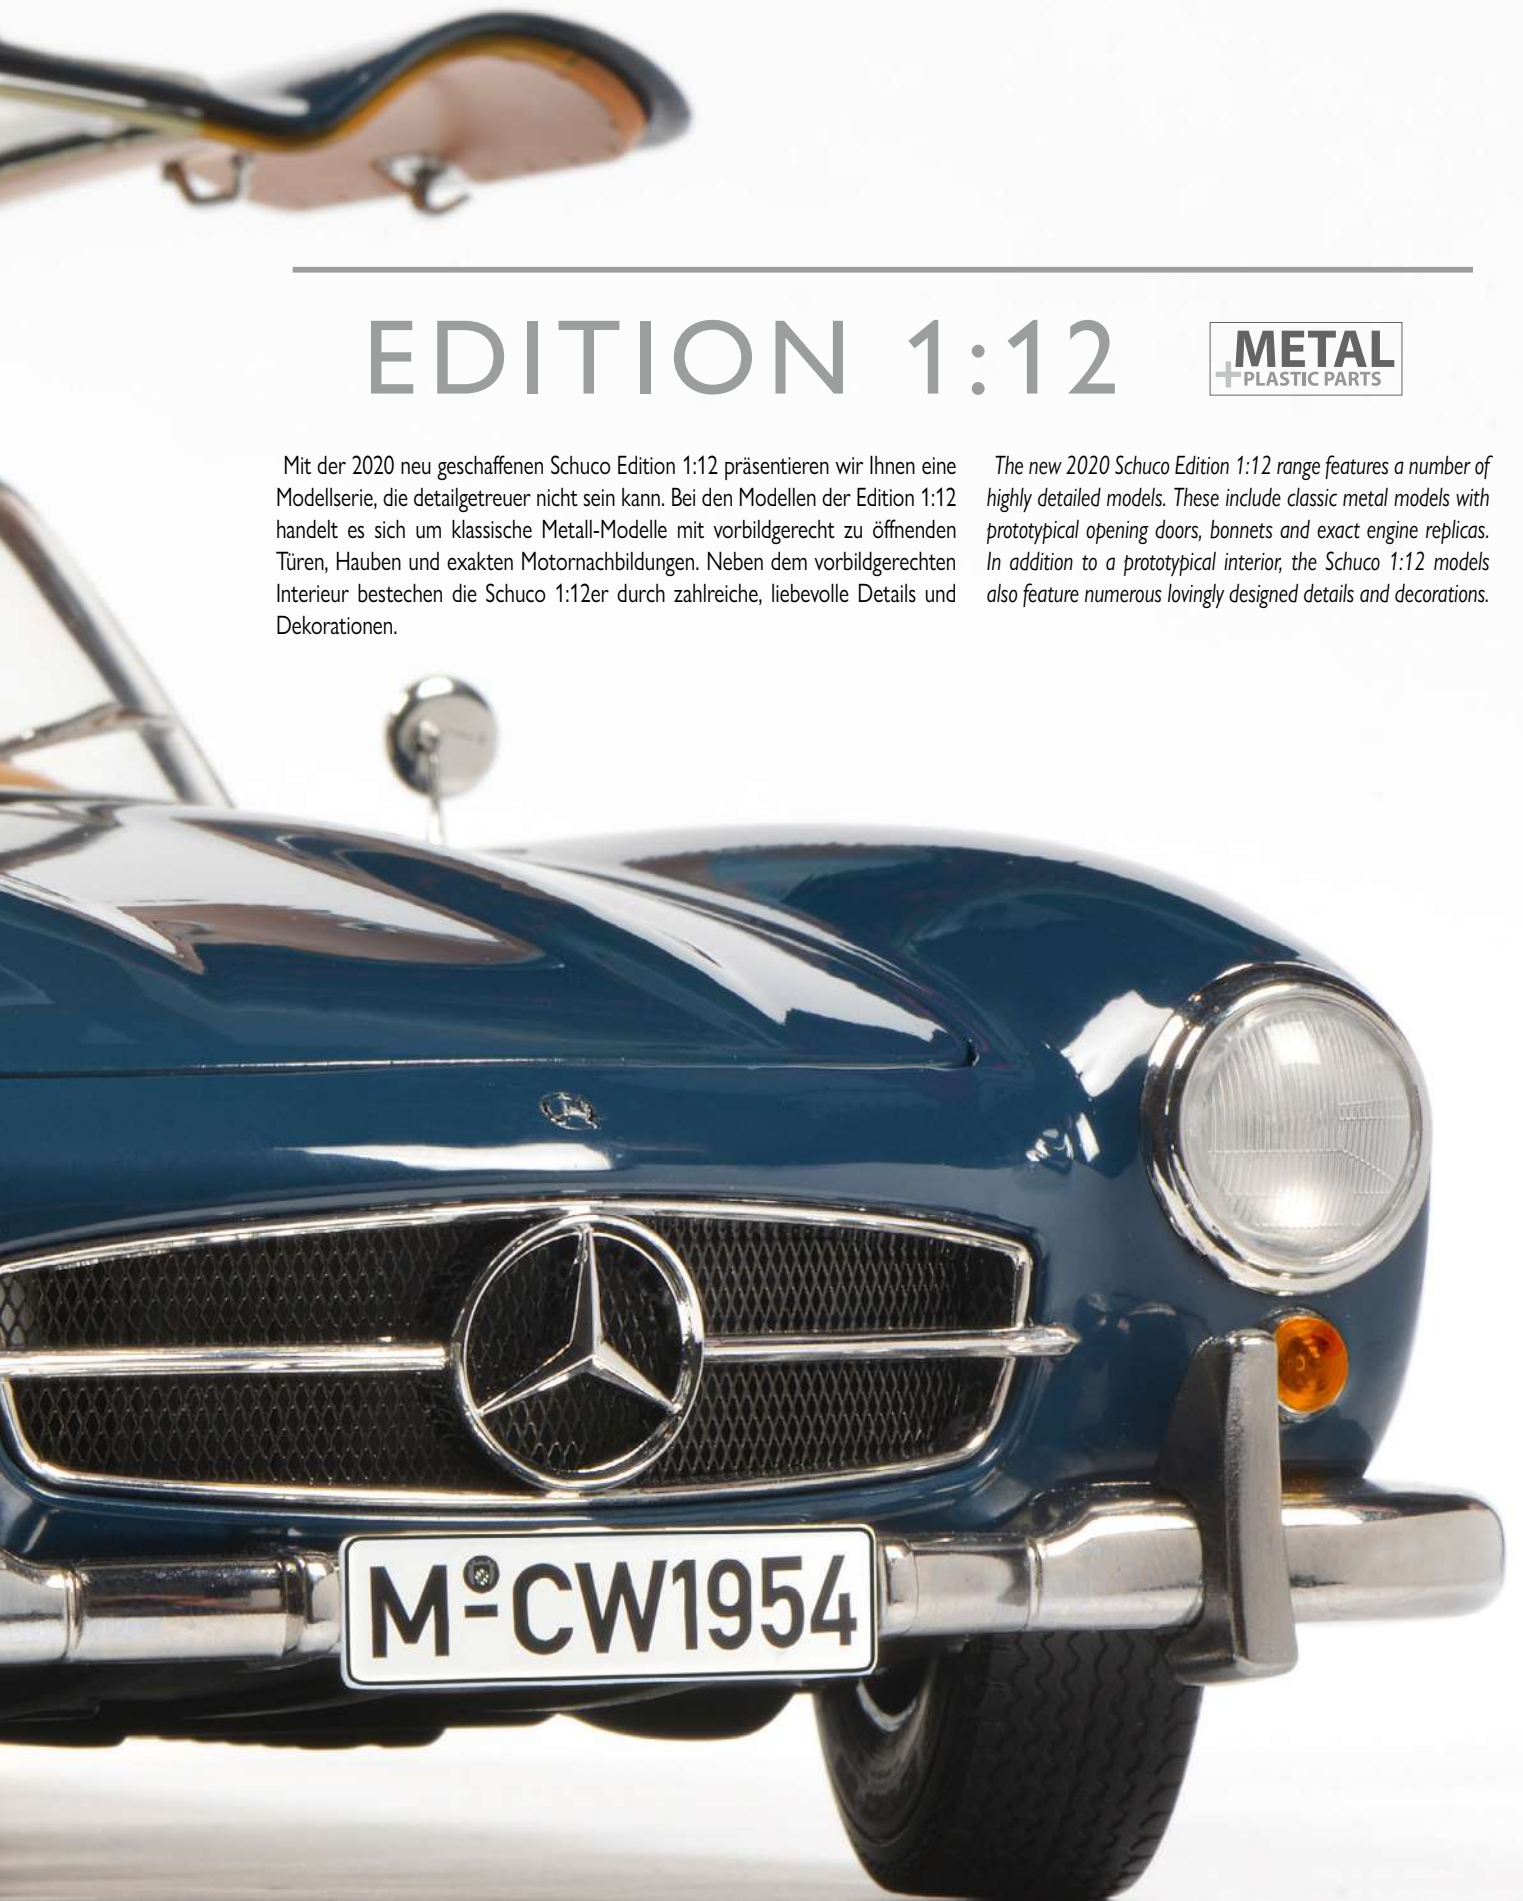 EDITION 1:12
METAL
+PLASTIC PARTS
Mit der 2020 neu geschaffenen Schuco Edition 1:12 präsentieren wir Ihnen eine
Modellserie, die detailgetreuer nicht sein kann. Bei den Modellen der Edition 1:12
handelt es sich um klassische Metall-Modelle mit vorbildgerecht zu öffnenden
Türen, Hauben und exakten Motornachbildungen. Neben dem vorbildgerechten
Interieur bestechen die Schuco 1:12er durch zahlreiche, liebevolle Details und
Dekorationen.
The new 2020 Schuco Edition 1:12 range features a number of
highly detailed models. These include classic metal models with
prototypical opening doors, bonnets and exact engine replicas.
In addition to a prototypical interior, the Schuco 1:12 models
also feature numerous lovingly designed details and decorations.
M-CW1954